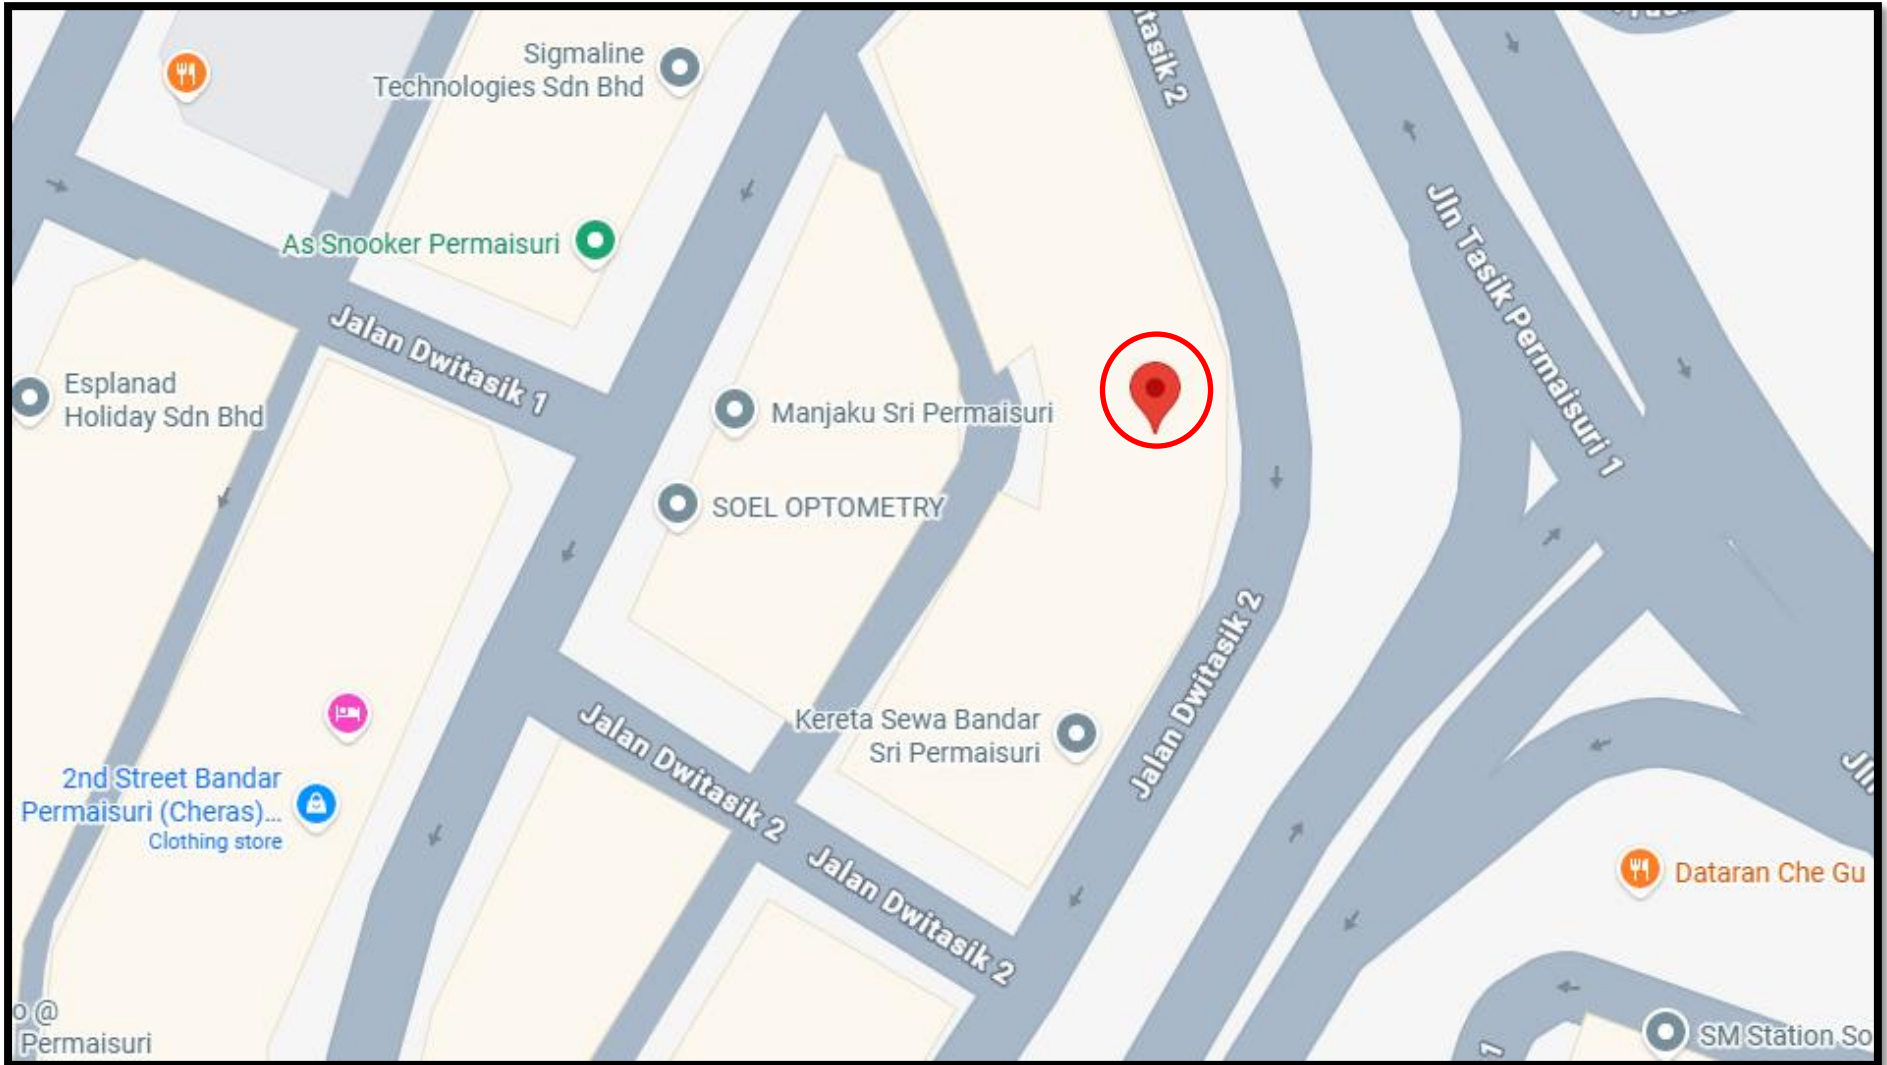 tasik 2
Sigmaline
Technologies Sdn Bhd
As Snooker Permaisuri
Jln Tasik Permaisuri 1
Jalan Dwitasik 1
Esplanad
Holiday Sdn Bhd
Manjaku Sri Permaisuri
SOEL OPTOMETRY
Jalan Dwitasik 2
Kereta Sewa Bandar
Sri Permaisuri
Jalan Dwitasik 2
2nd Street Bandar
Permaisuri (Cheras)...
Clothing store
Jln
Jalan Dwitasik 2
Dataran Che Gu
o @
Permaisuri
1
SM Station So